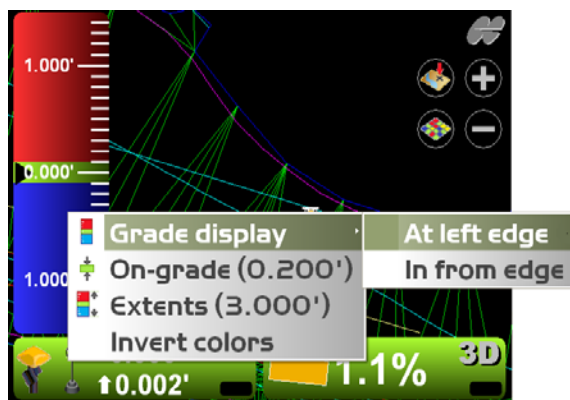 1.000'
0.000'
1.000
Grade display
At left edge
On-grade (0.200')
In from edge
Extents (3.000')
Invert colors
0.002'
1.1%
3D